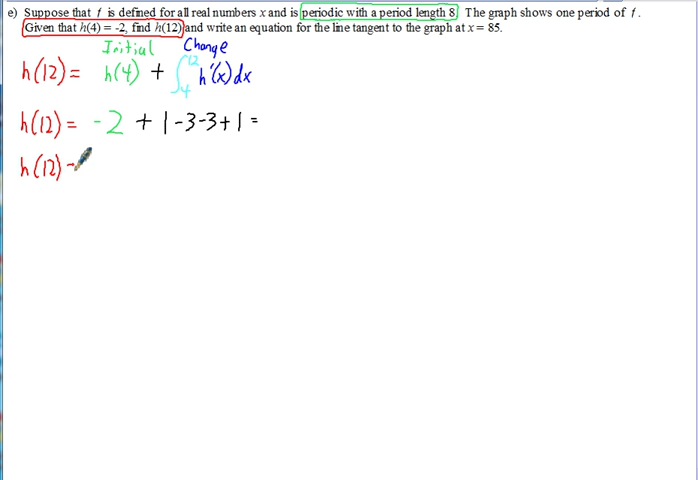 e) Suppose that f is defined for all real numbers x and is periodic with a period length 8. The graph shows one period of f.
Given that h(4) = -2, find h(12) and write an equation for the line tangent to the graph at x = 85.
Initial Change
h(12) = h(4) + ∫₄¹² h'(x) dx
h(12) = -2 + 1 -3 -3 +1 =
h(12) =